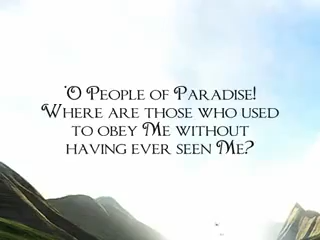 'O People of Paradise!
Where are those who used
to obey Me without
having ever seen Me?